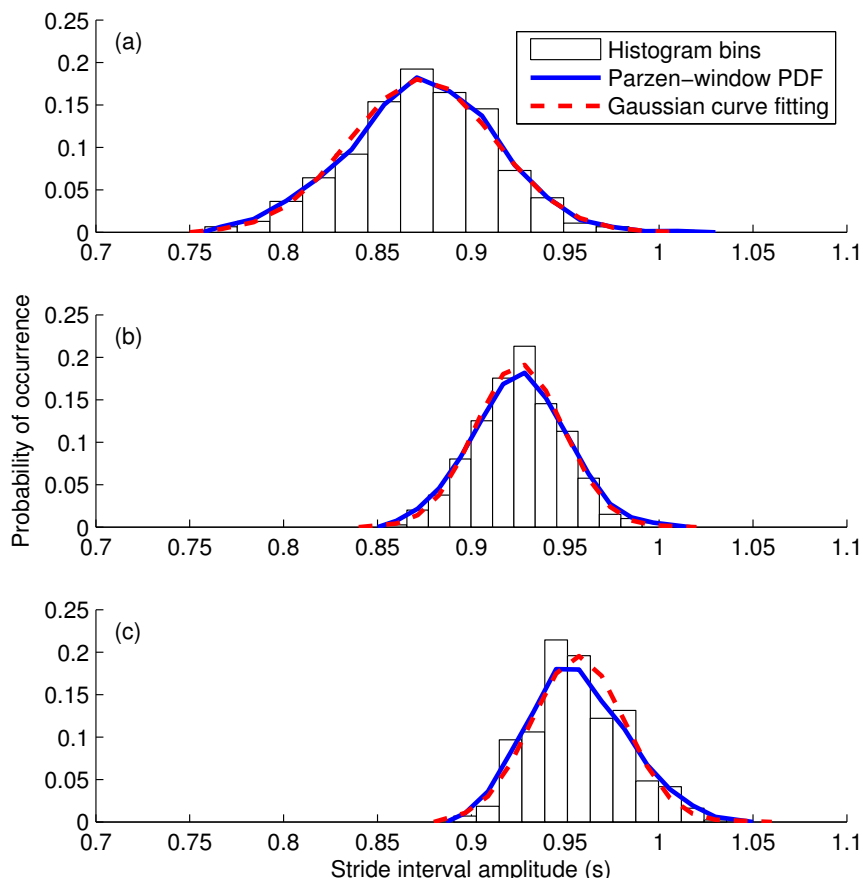 (a)
Histogram bins
Parzen−window PDF
Gaussian curve fitting
0.25
0.2
0.15
0.1
0.05
0
0.7 0.75 0.8 0.85 0.9 0.95 1 1.05 1.1
(b)
Probability of occurrence
0.25
0.2
0.15
0.1
0.05
0
0.7 0.75 0.8 0.85 0.9 0.95 1 1.05 1.1
(c)
0.25
0.2
0.15
0.1
0.05
0
0.7 0.75 0.8 0.85 0.9 0.95 1 1.05 1.1
Stride interval amplitude (s)